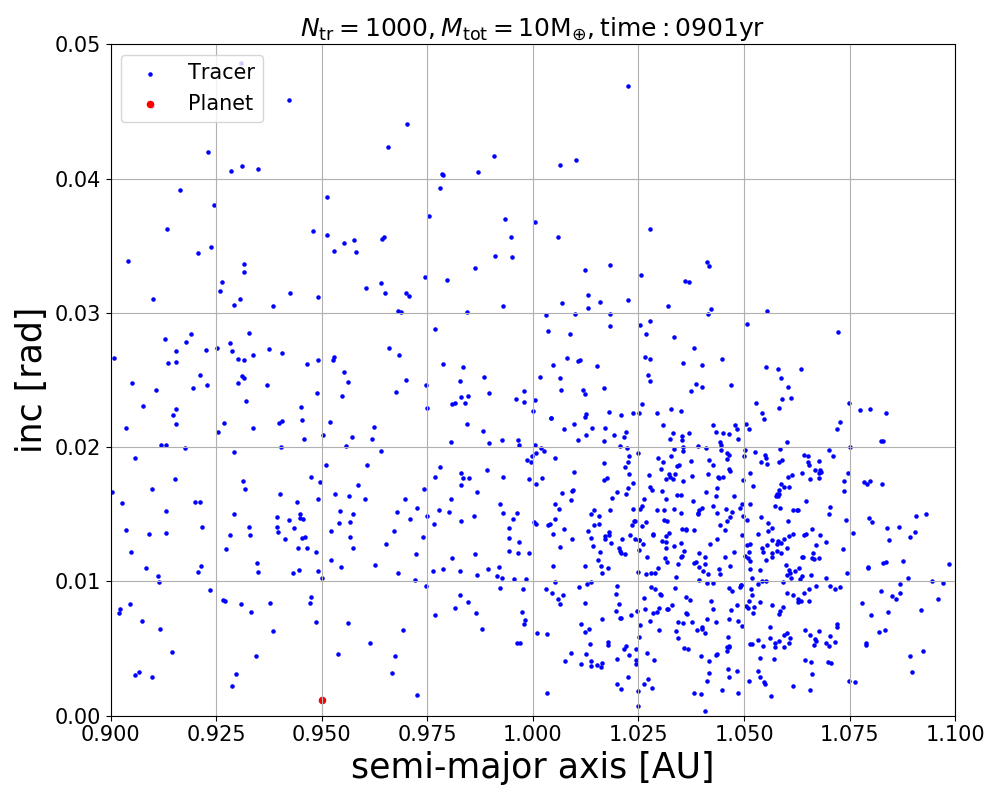 N_tr = 1000, M_tot = 10M_⊕, time : 0901yr
Tracer
Planet
0.05
0.04
0.03
0.02
0.01
0.00
inc [rad]
0.900 0.925 0.950 0.975 1.000 1.025 1.050 1.075 1.100
semi-major axis [AU]